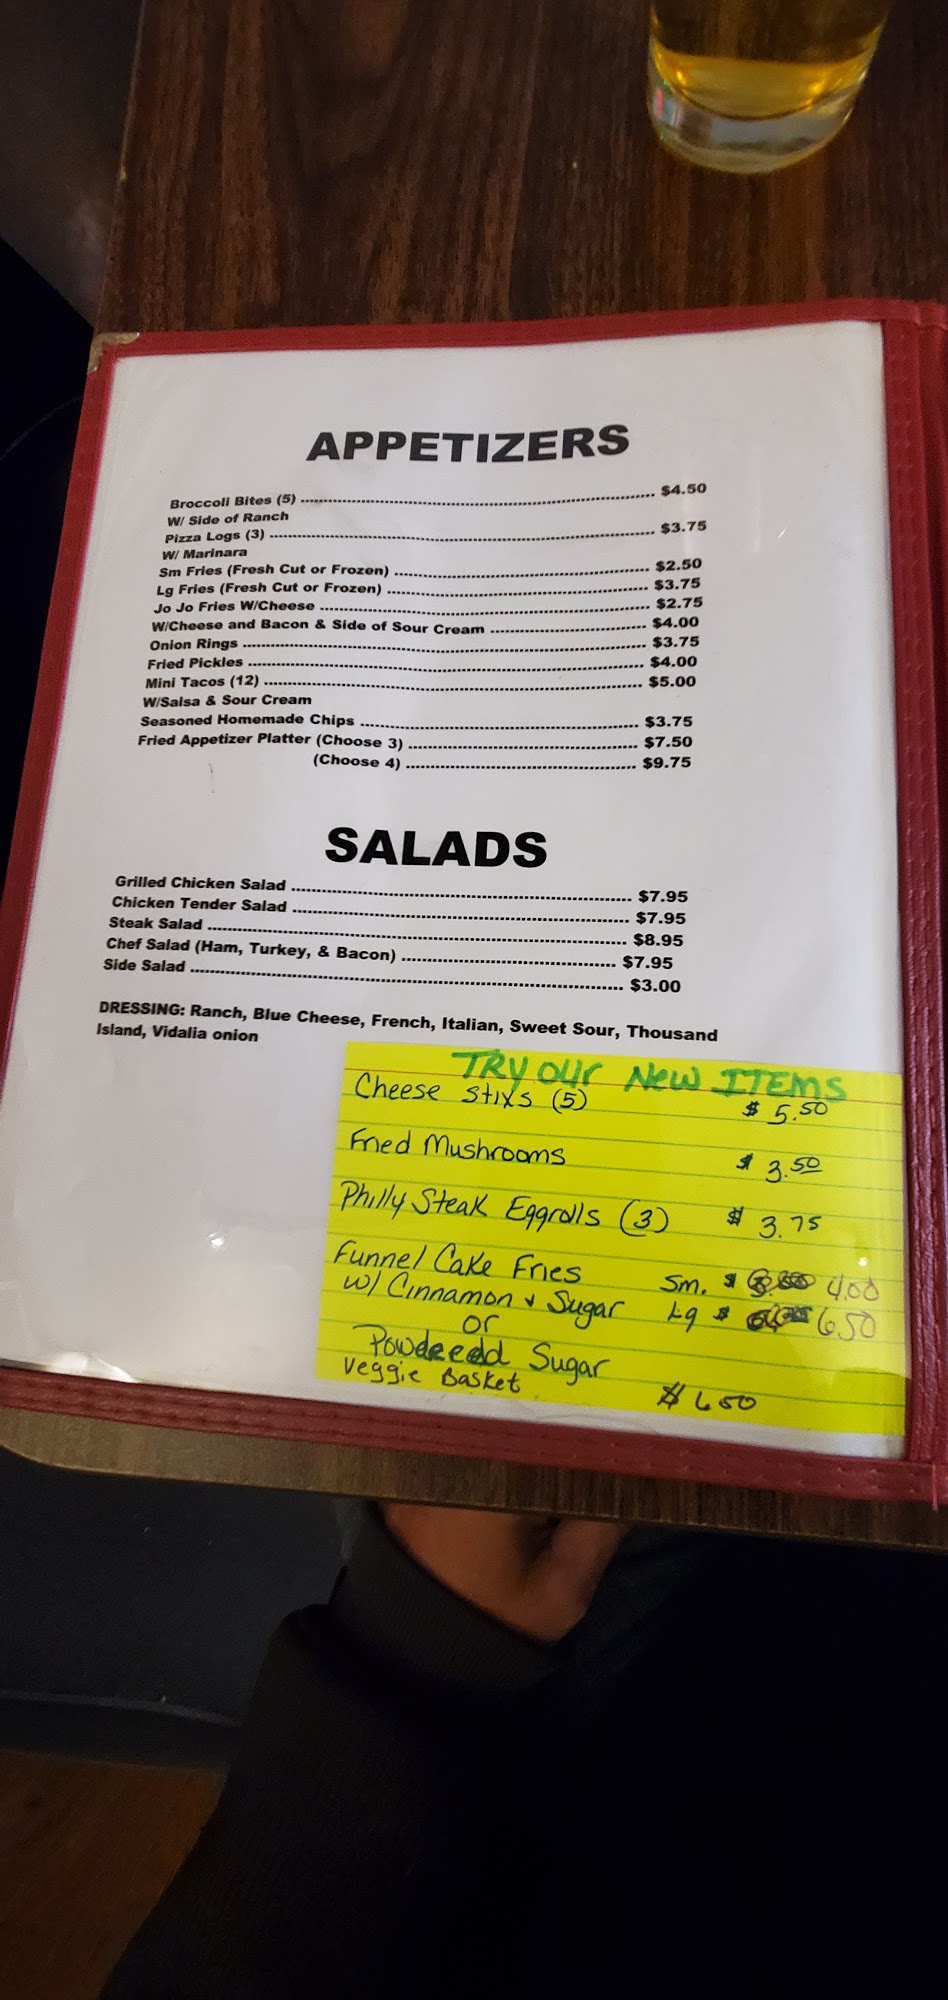 APPETIZERS
Broccoli Bites (5) ........ $4.50
W/ Side of Ranch
Pizza Logs (3) ........ $3.75
W/ Marinara
Sm Fries (Fresh Cut or Frozen) ........ $2.50
Lg Fries (Fresh Cut or Frozen) ........ $3.75
Jo Jo Fries W/Cheese ........ $2.75
W/Cheese and Bacon & Side of Sour Cream ........ $4.00
Onion Rings ........ $3.75
Fried Pickles ........ $4.00
Mini Tacos (12) ........ $5.00
W/Salsa & Sour Cream
Seasoned Homemade Chips ........ $3.75
Fried Appetizer Platter (Choose 3) ........ $7.50
(Choose 4) ........ $9.75
SALADS
Grilled Chicken Salad ........ $7.95
Chicken Tender Salad ........ $7.95
Steak Salad ........ $8.95
Chef Salad (Ham, Turkey, & Bacon) ........ $7.95
Side Salad ........ $3.00
DRESSING: Ranch, Blue Cheese, French, Italian, Sweet Sour, Thousand
Island, Vidalia onion
TRY our New ITEMS
Cheese Stixs (5) $ 5.50
Fried Mushrooms $ 3.50
Philly Steak Eggrolls (3) $ 3.75
Funnel Cake Fries Sm. $ 4.00
w/ Cinnamon & Sugar Lg $ 6.50
or
Powdeedd Sugar
Veggie Basket $ 6.50